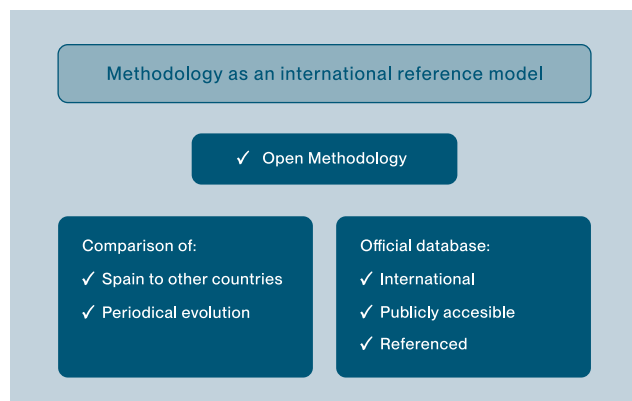 Methodology as an international reference model
✓ Open Methodology
Comparison of:
✓ Spain to other countries
✓ Periodical evolution
Official database:
✓ International
✓ Publicly accesible
✓ Referenced